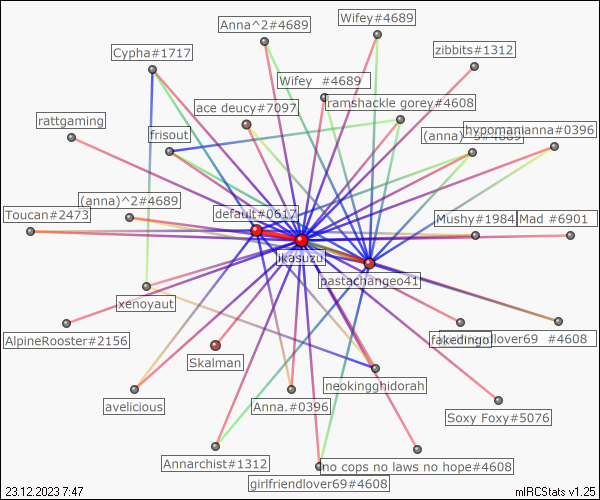 Wifey#4689
Anna^2#4689
zibbits#1312
Cypha#1717
Wifey #4689
ramshackle gorey#4608
ace deucy#7097
rattgaming
hypomanianna#0396
frisout
(anna)
(anna)^2#4689
default#0617
Toucan#2473
Mushy#1984
Mad #6901
ikasuzu
pastachangeo41
xenoyaut
AlpineRooster#2156
fakedingo
#4608
Skalman
neokingghidorah
avelicious
Anna.#0396
Soxy Foxy#5076
Annarchist#1312
no cops no laws no hope#4608
girlfriendlover69#4608
23.12.2023 7:47
mIRCStats v1.25